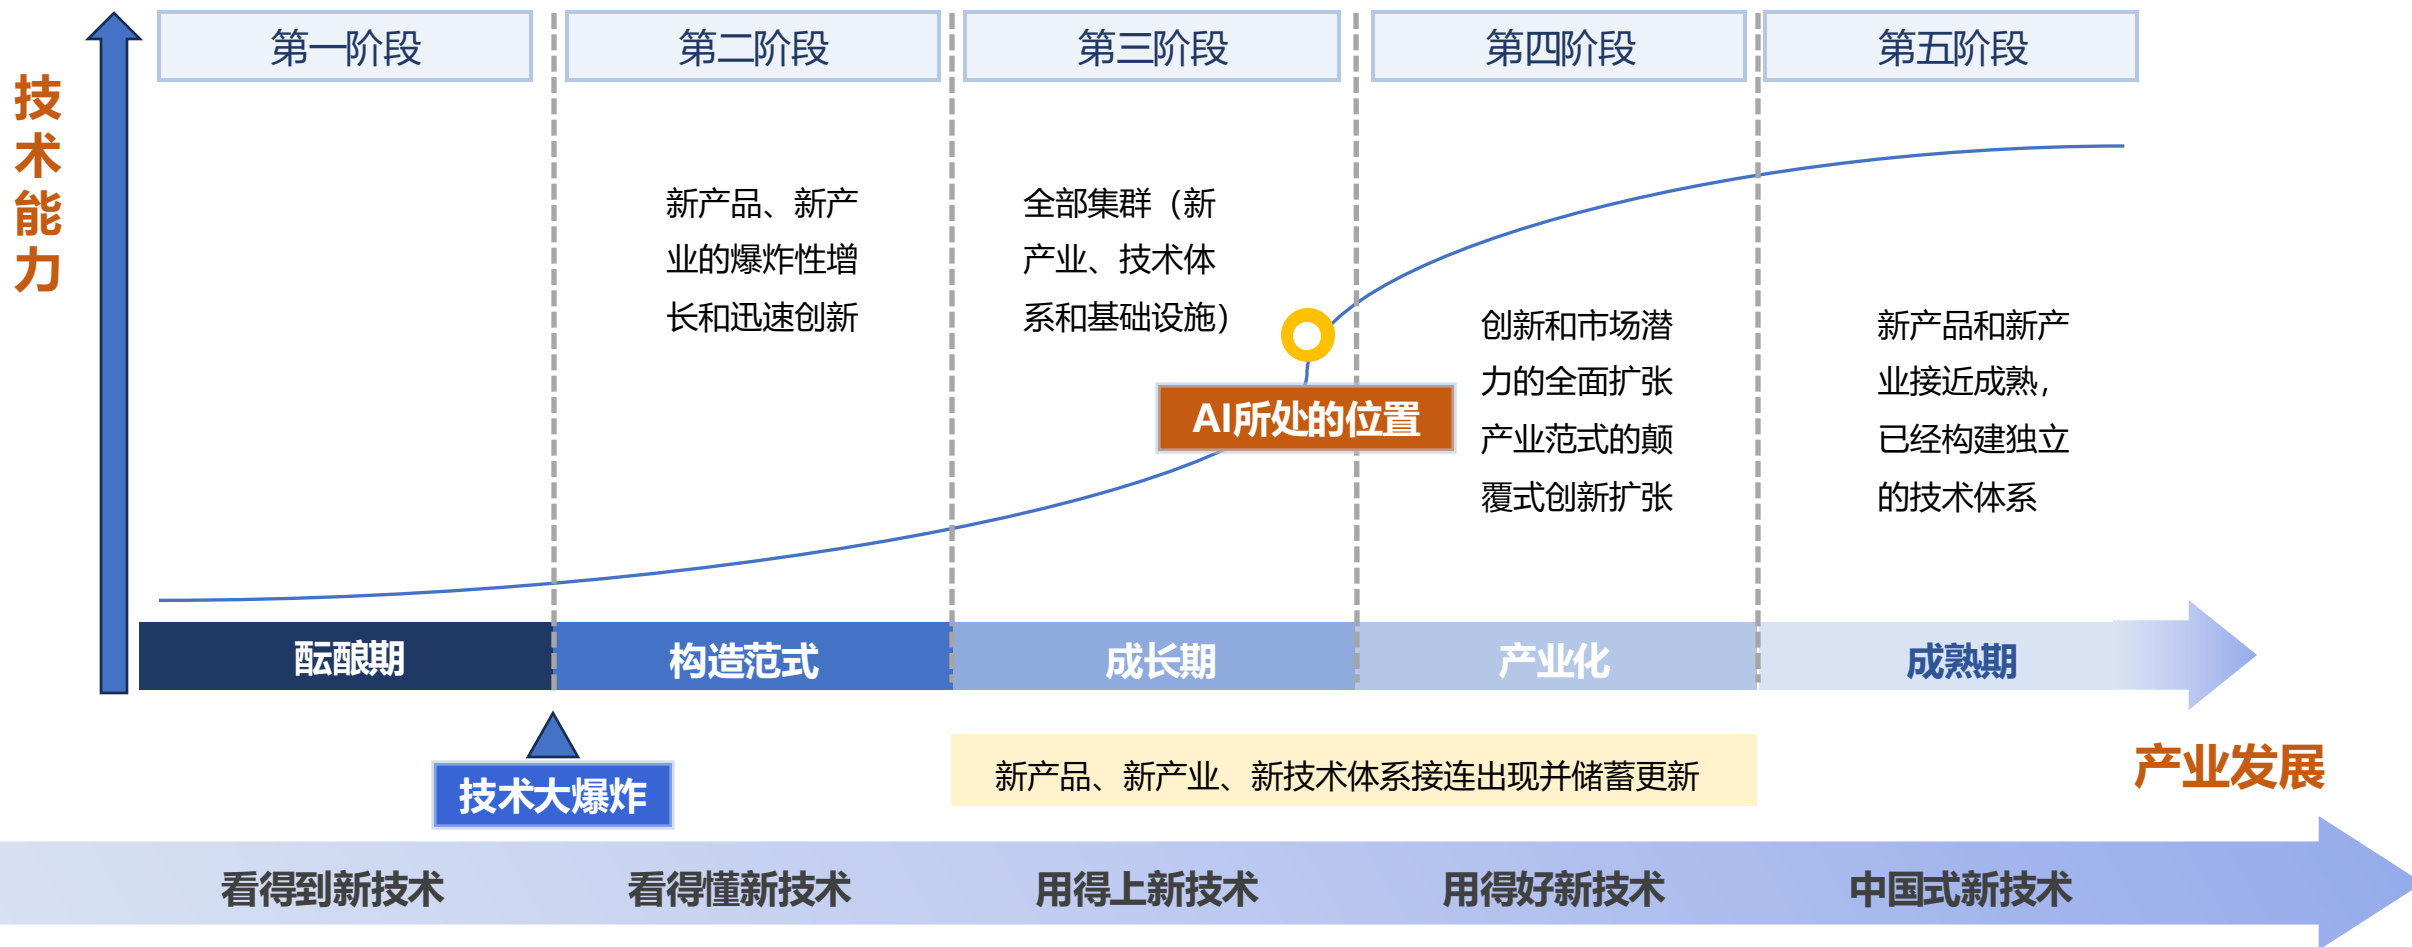 第一阶段
第二阶段
第三阶段
第四阶段
第五阶段
技
术
能
力
新产品、新产
业的爆炸性增
长和迅速创新
全部集群（新
产业、技术体
系和基础设施）
AI所处的位置
创新和市场潜
力的全面扩张
产业范式的颠
覆式创新扩张
新产品和新产
业接近成熟，
已经构建独立
的技术体系
酝酿期
构造范式
成长期
产业化
成熟期
技术大爆炸
新产品、新产业、新技术体系接连出现并储蓄更新
产业发展
看得到新技术
看得懂新技术
用得上新技术
用得好新技术
中国式新技术